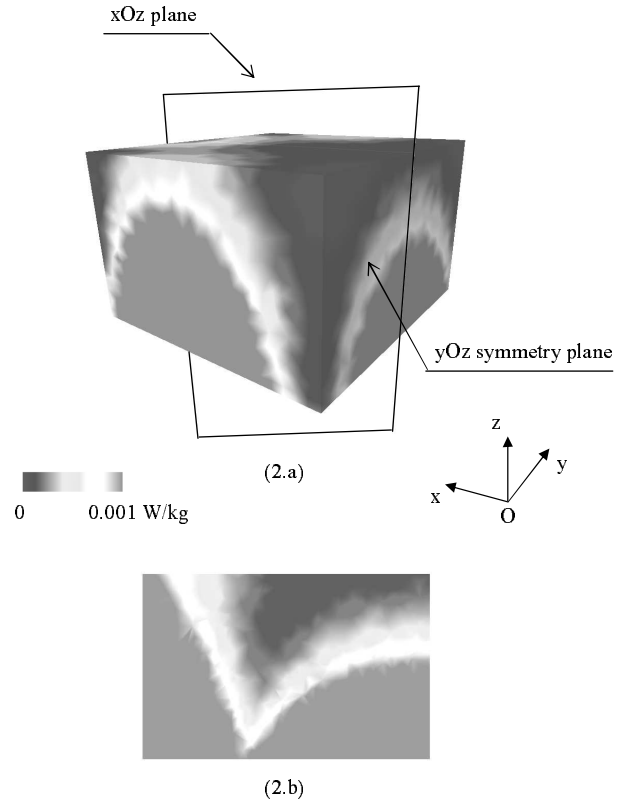 xOz plane
yOz symmetry plane
(2.a)
z
y
x
O
0 0.001 W/kg
(2.b)